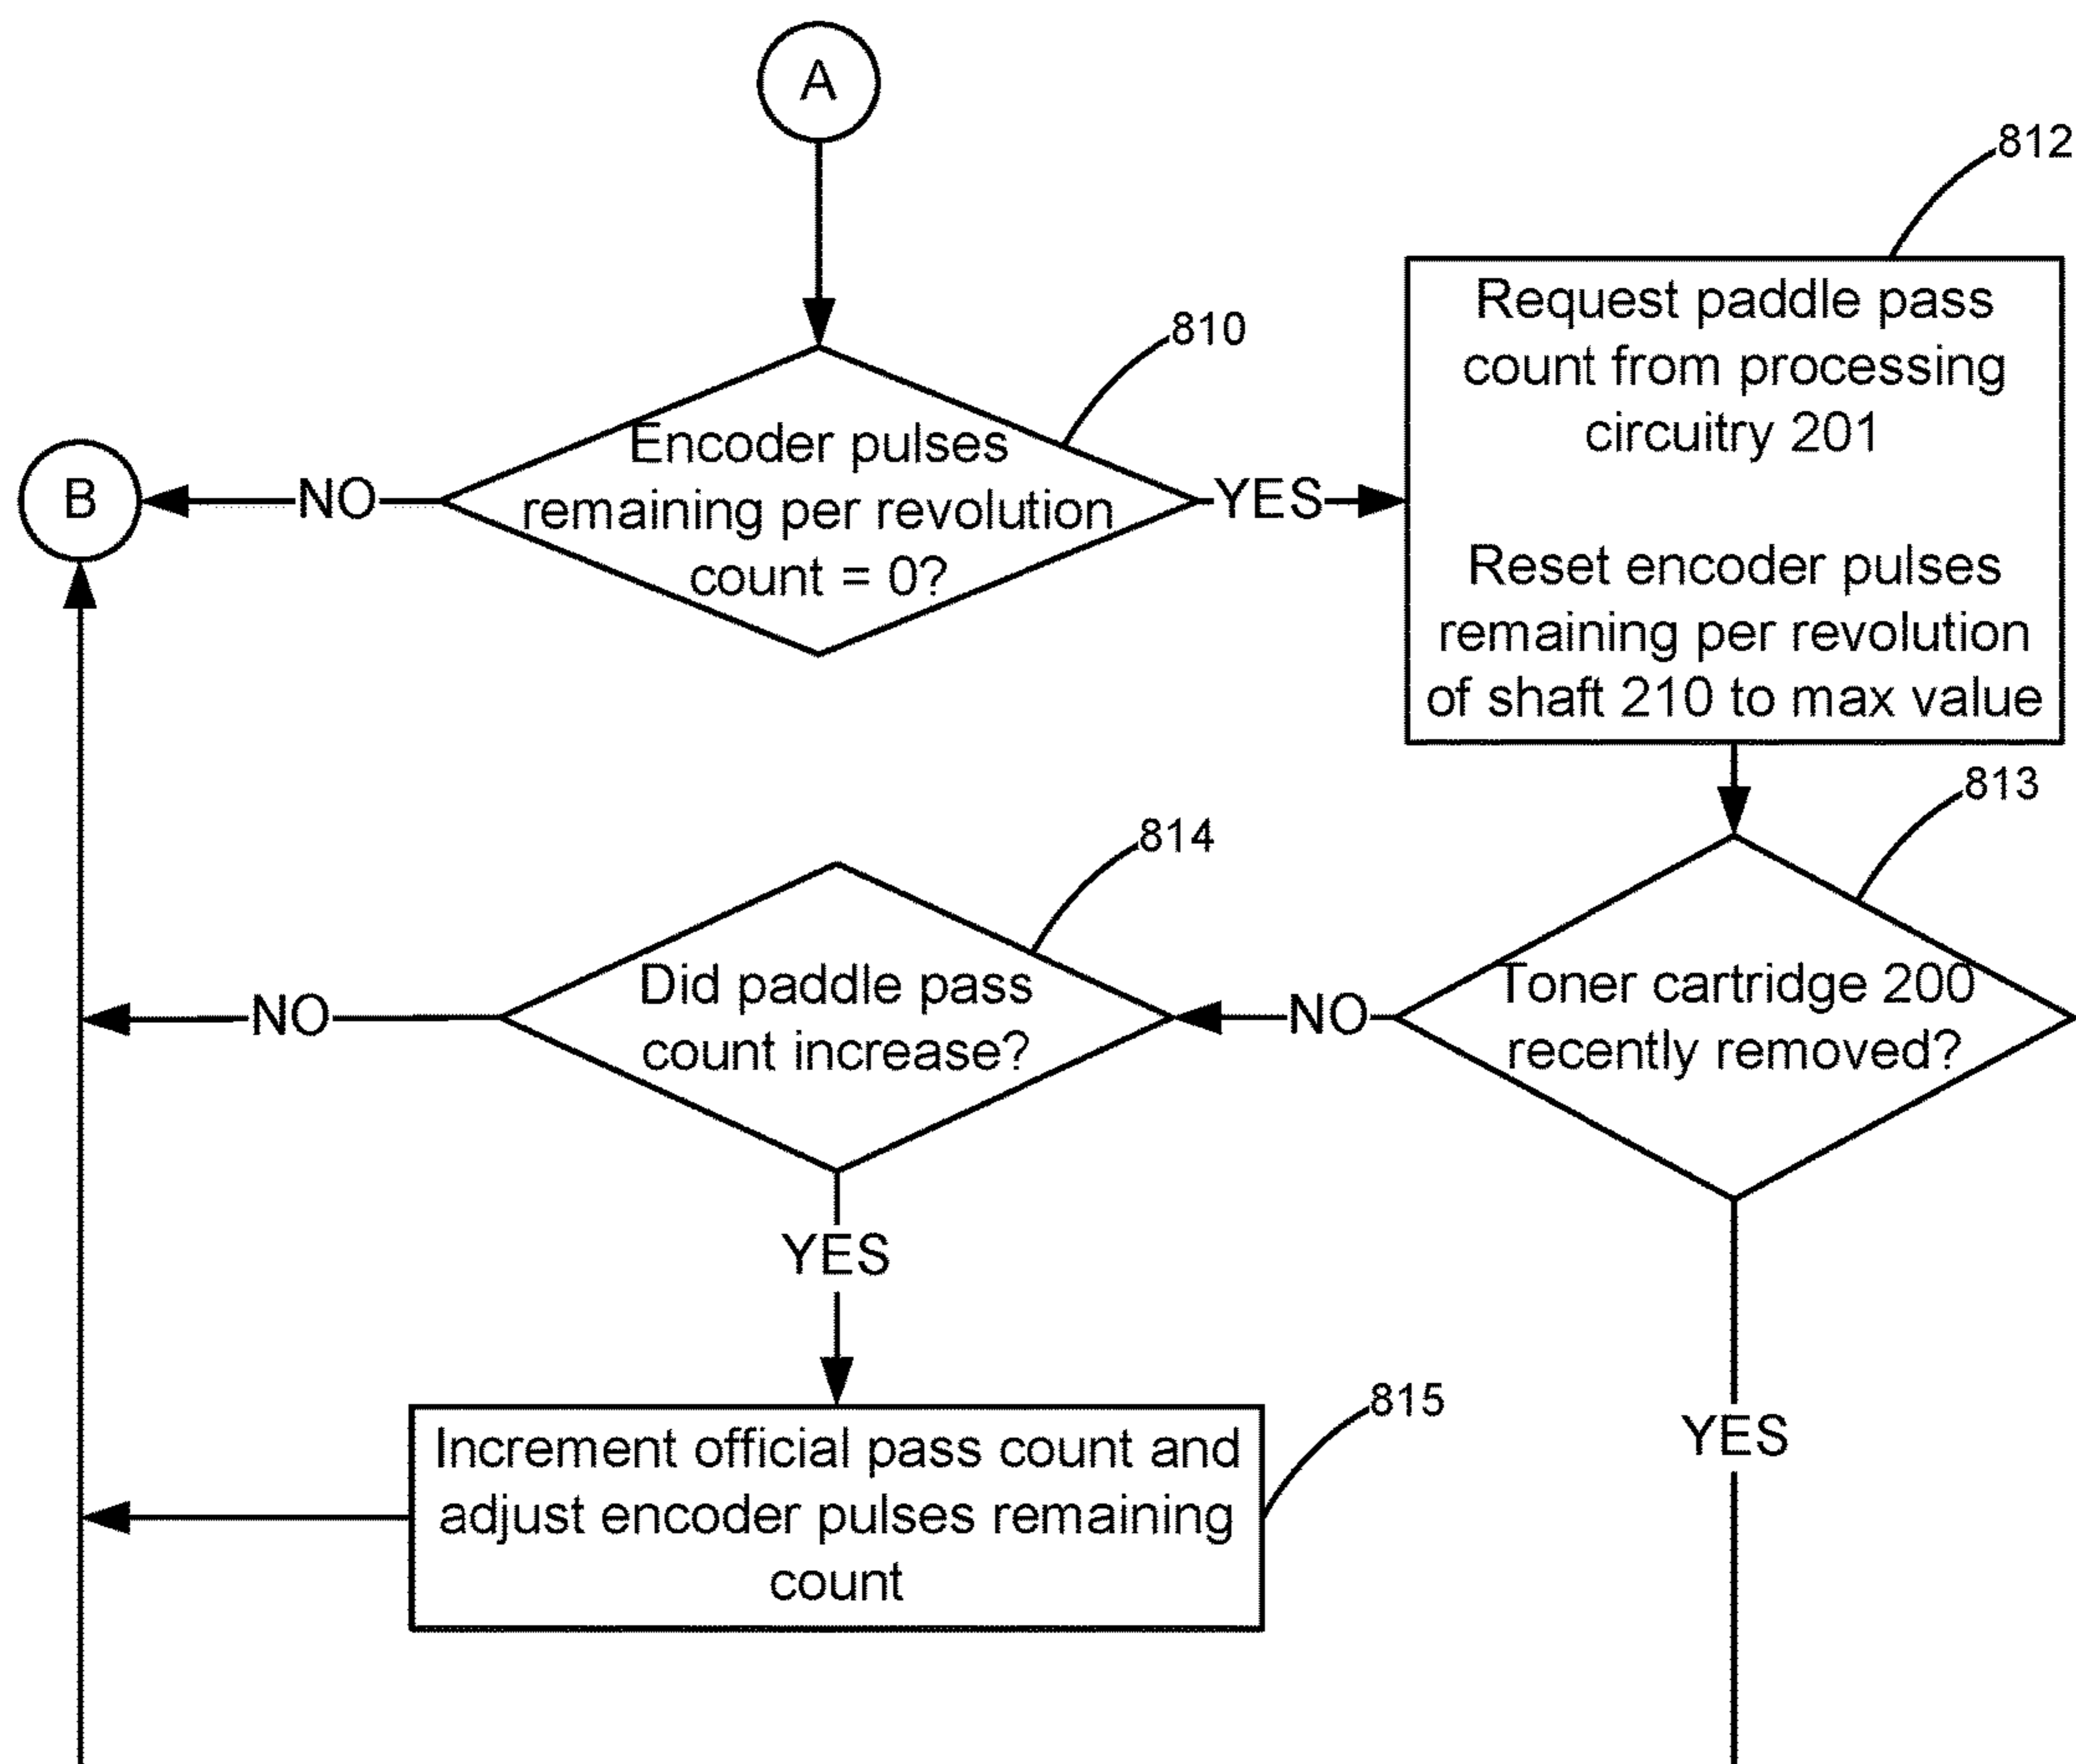 A
812
810
Request paddle pass
count from processing
circuitry 201
Encoder pulses
remaining per revolution
count = 0?
B
NO
YES
Reset encoder pulses
remaining per revolution
of shaft 210 to max value
813
814
Toner cartridge 200
recently removed?
Did paddle pass
count increase?
NO
NO
YES
YES
815
Increment official pass count and
adjust encoder pulses remaining
count